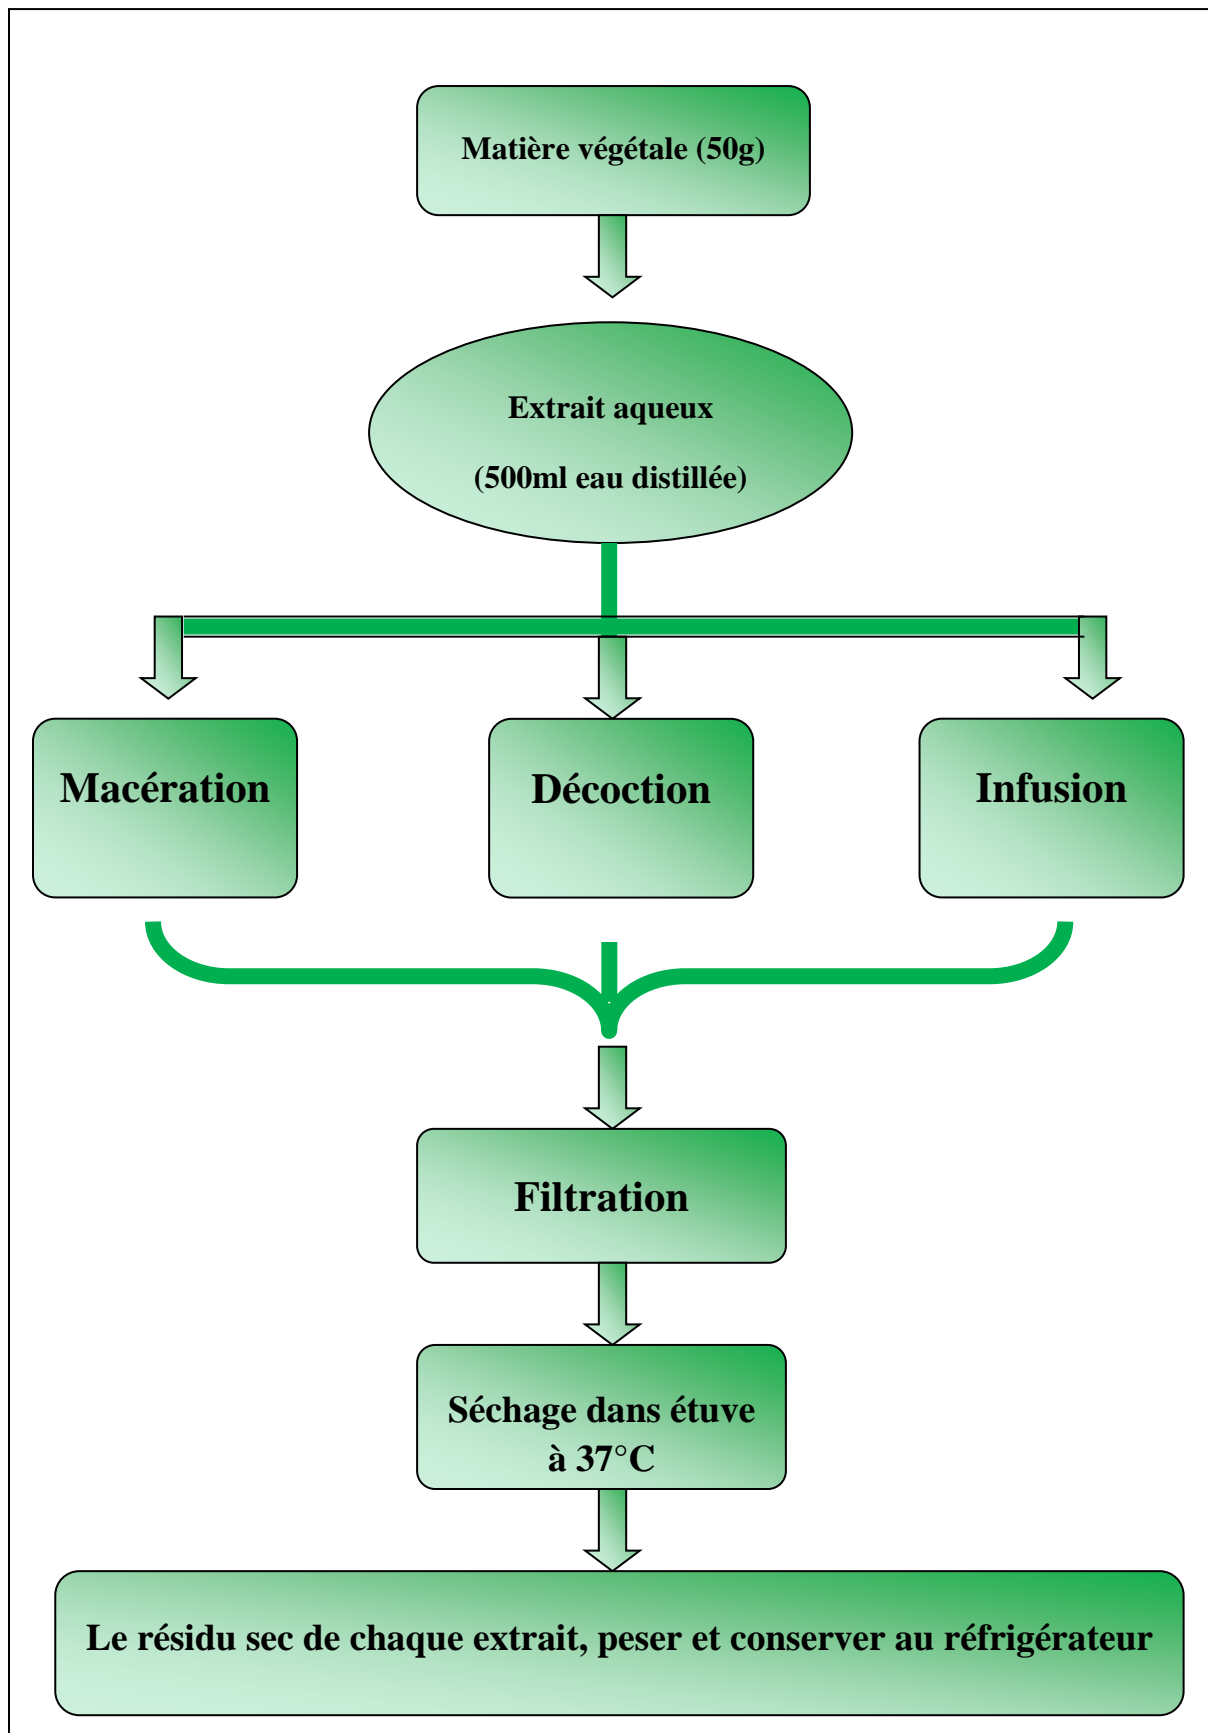 Matière végétale (50g)
Extrait aqueux
(500ml eau distillée)
Macération
Décoction
Infusion
Filtration
Séchage dans étuve
à 37°C
Le résidu sec de chaque extrait, peser et conserver au réfrigérateur